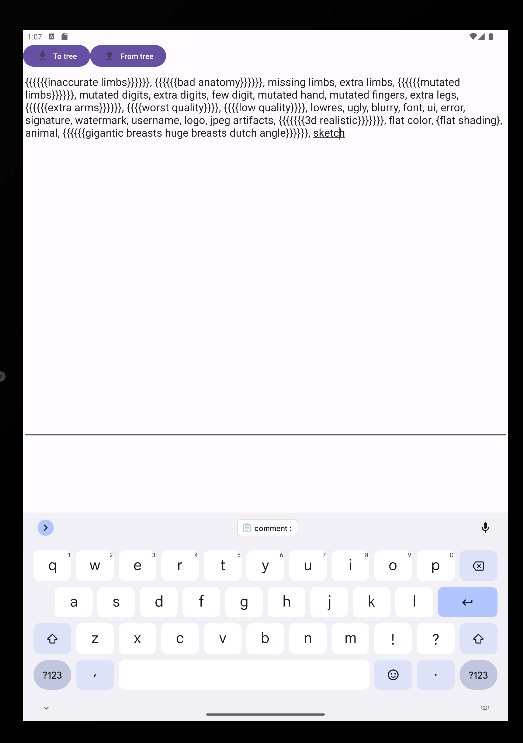 1:07
To tree
From tree
{{{{{{inaccurate limbs}}}}}}, {{{{{{bad anatomy}}}}}}, missing limbs, extra limbs, {{{{{{mutated
limbs}}}}}}, mutated digits, extra digits, few digit, mutated hand, mutated fingers, extra legs,
{{{{{{extra arms}}}}}}, {{{{worst quality}}}}, {{{{low quality}}}}, lowres, ugly, blurry, font, ui, error,
signature, watermark, username, logo, jpeg artifacts, {{{{{{{3d realistic}}}}}}}, flat color, {flat shading},
animal, {{{{{{gigantic breasts huge breasts dutch angle}}}}}}, sketch
comment :
1 2 3 4 5 6 7 8 9 0
q w e r t y u i o p
a s d f g h j k l
z x c v b n m ! ?
?123 , . ?123